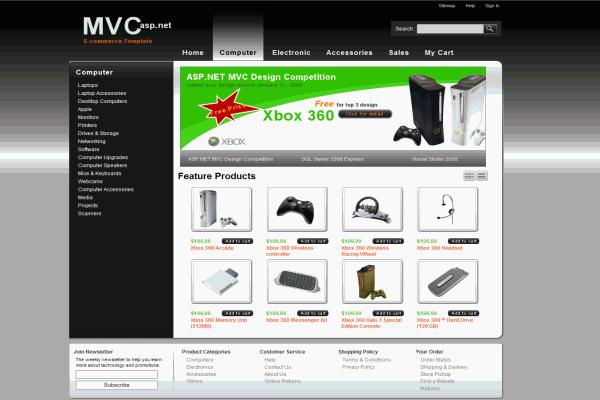 Sitemap Help Sign In
MVC asp.net
E-commerce Template
Search
Home Computer Electronic Accessories Sales My Cart
Computer
Laptops
Laptop Accessories
Desktop Computers
Apple
Monitors
Printers
Drives & Storage
Networking
Software
Computer Upgrades
Computer Speakers
Mice & Keyboards
Webcams
Computer Accessories
Media
Projects
Scanners
ASP.NET MVC Design Competition
submit your design before January 31, 2009
Free Prize
Free for top 3 design
Xbox 360 Click for detail
XBOX
ASP.NET MVC Design Competition SQL Server 2008 Express Visual Studio 2008
Feature Products
$199.99 Add to cart $199.99 Add to cart $199.99 Add to cart $199.99 Add to cart
Xbox 360 Arcade Xbox 360 Wireless Xbox 360 Wireless Xbox 360 Headset
controller Racing Wheel
$199.99 Add to cart $199.99 Add to cart $199.99 Add to cart $199.99 Add to cart
Xbox 360 Memory Unit Xbox 360 Messenger Kit Xbox 360 Halo 3 Special Xbox 360™ Hard Drive
(512MB) Edition Console (120 GB)
Join Newsletter Product Categories Customer Service Shopping Policy Your Order
The weekly newsletter to help you learn Computers Help Terms & Conditions Order Status
more about technology and promotions. Electronics Contact Us Privacy Policy Shipping & Delivery
Accessories About Us Store Pickup
Others Online Returns Find a Rebate
Subscribe Returns